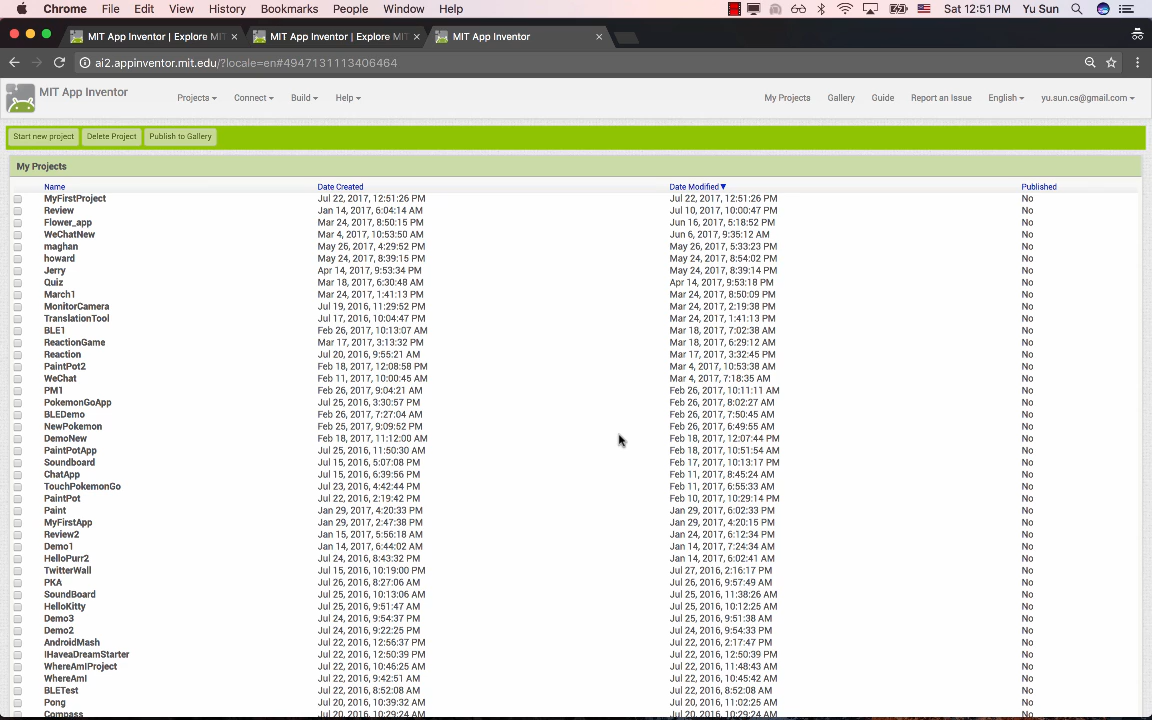 Chrome File Edit View History Bookmarks People Window Help Sat 12:51 PM Yu Sun
MIT App Inventor | Explore MIT MIT App Inventor | Explore MIT MIT App Inventor
ai2.appinventor.mit.edu/?locale=en#4947131113406464
MIT App Inventor Projects Connect Build Help My Projects Gallery Guide Report an Issue English yu.sun.cs@gmail.com
Start new project Delete Project Publish to Gallery
My Projects
Name Date Created Date Modified Published
MyFirstProject Jul 22, 2017, 12:51:26 PM Jul 22, 2017, 12:51:26 PM No
Review Jan 14, 2017, 6:04:14 AM Jul 10, 2017, 10:00:47 PM No
Flower_app Mar 24, 2017, 8:50:15 PM Jun 16, 2017, 5:18:52 PM No
WeChatNew Mar 4, 2017, 10:53:50 AM Jun 6, 2017, 9:35:12 AM No
maghan May 26, 2017, 4:29:52 PM May 26, 2017, 5:33:23 PM No
howard May 24, 2017, 8:39:15 PM May 24, 2017, 8:54:02 PM No
Jerry Apr 14, 2017, 9:53:34 PM May 24, 2017, 8:39:14 PM No
Quiz Mar 18, 2017, 6:30:48 AM Apr 14, 2017, 9:53:18 PM No
March1 Mar 24, 2017, 1:41:13 PM Mar 24, 2017, 8:50:09 PM No
MonitorCamera Jul 19, 2016, 11:29:52 PM Mar 24, 2017, 2:19:38 PM No
TranslationTool Jul 17, 2016, 10:04:47 PM Mar 24, 2017, 1:41:13 PM No
BLE1 Feb 26, 2017, 10:13:07 AM Mar 18, 2017, 7:02:38 AM No
ReactionGame Mar 17, 2017, 3:13:32 PM Mar 18, 2017, 6:29:12 AM No
Reaction Jul 20, 2016, 9:55:21 AM Mar 17, 2017, 3:32:45 PM No
PaintPot2 Feb 18, 2017, 12:08:58 PM Mar 4, 2017, 10:53:38 AM No
WeChat Feb 11, 2017, 10:00:45 AM Mar 4, 2017, 7:18:35 AM No
PM1 Feb 26, 2017, 9:04:21 AM Feb 26, 2017, 10:11:11 AM No
PokemonGoApp Jul 25, 2016, 3:30:57 PM Feb 26, 2017, 8:02:27 AM No
BLEDemo Feb 26, 2017, 7:27:04 AM Feb 26, 2017, 7:50:45 AM No
NewPokemon Feb 25, 2017, 9:09:52 PM Feb 26, 2017, 6:49:55 AM No
DemoNew Feb 18, 2017, 11:12:00 AM Feb 18, 2017, 12:07:44 PM No
PaintPotApp Jul 25, 2016, 11:50:30 AM Feb 18, 2017, 10:51:54 AM No
Soundboard Jul 15, 2016, 5:07:08 PM Feb 17, 2017, 10:13:17 PM No
ChatApp Jul 15, 2016, 6:39:56 PM Feb 11, 2017, 8:45:24 AM No
TouchPokemonGo Jul 23, 2016, 4:42:44 PM Feb 11, 2017, 6:55:33 AM No
PaintPot Jul 22, 2016, 2:19:42 PM Feb 10, 2017, 10:29:14 PM No
Paint Jan 29, 2017, 4:20:33 PM Jan 29, 2017, 6:02:33 PM No
MyFirstApp Jan 29, 2017, 2:47:38 PM Jan 29, 2017, 4:20:15 PM No
Review2 Jan 15, 2017, 5:56:18 AM Jan 24, 2017, 6:12:34 PM No
Demo1 Jan 14, 2017, 6:44:02 AM Jan 14, 2017, 7:24:34 AM No
HelloPurr2 Jul 24, 2016, 8:43:32 PM Jan 14, 2017, 6:02:41 AM No
TwitterWall Jul 15, 2016, 10:19:00 PM Jul 27, 2016, 2:16:17 PM No
PKA Jul 26, 2016, 8:27:06 AM Jul 26, 2016, 9:57:49 AM No
SoundBoard Jul 25, 2016, 10:13:06 AM Jul 25, 2016, 11:38:26 AM No
HelloKitty Jul 25, 2016, 9:51:47 AM Jul 25, 2016, 10:12:25 AM No
Demo3 Jul 24, 2016, 9:54:37 PM Jul 25, 2016, 9:51:38 AM No
Demo2 Jul 24, 2016, 9:22:25 PM Jul 24, 2016, 9:54:33 PM No
AndroidMash Jul 22, 2016, 12:56:37 PM Jul 22, 2016, 2:17:47 PM No
IHaveaDreamStarter Jul 22, 2016, 12:50:39 PM Jul 22, 2016, 12:50:39 PM No
WhereAmIProject Jul 22, 2016, 10:45:25 AM Jul 22, 2016, 11:48:43 AM No
WhereAmI Jul 22, 2016, 9:42:51 AM Jul 22, 2016, 10:45:42 AM No
BLETest Jul 22, 2016, 8:52:08 AM Jul 22, 2016, 8:52:08 AM No
Pong Jul 20, 2016, 10:39:32 AM Jul 22, 2016, 11:02:25 AM No
Compass Jul 20, 2016, 10:29:24 AM Jul 20, 2016, 10:29:24 AM No